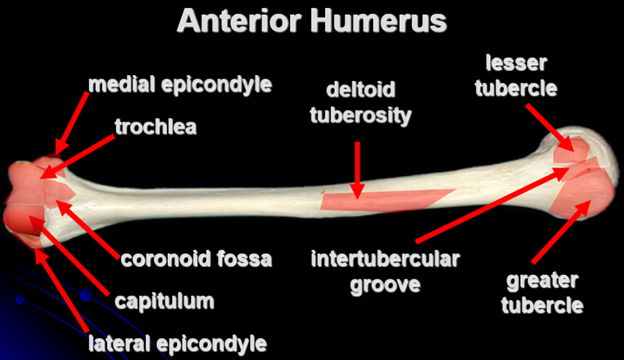 Anterior Humerus
medial epicondyle
trochlea
deltoid
tuberosity
lesser
tubercle
coronoid fossa
capitulum
lateral epicondyle
intertubercular
groove
greater
tubercle